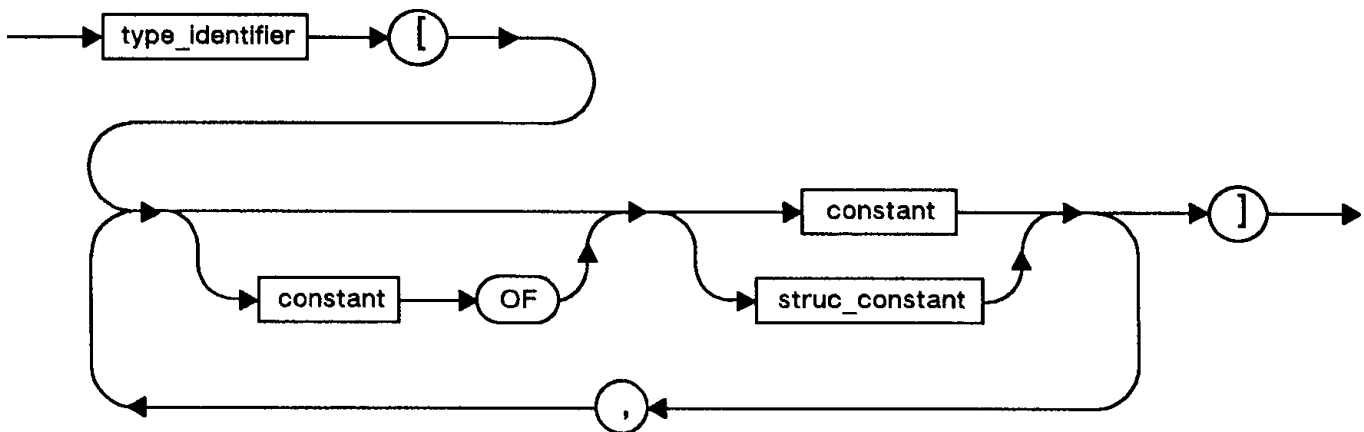 type_identifier [
constant ]
constant OF struc_constant
,